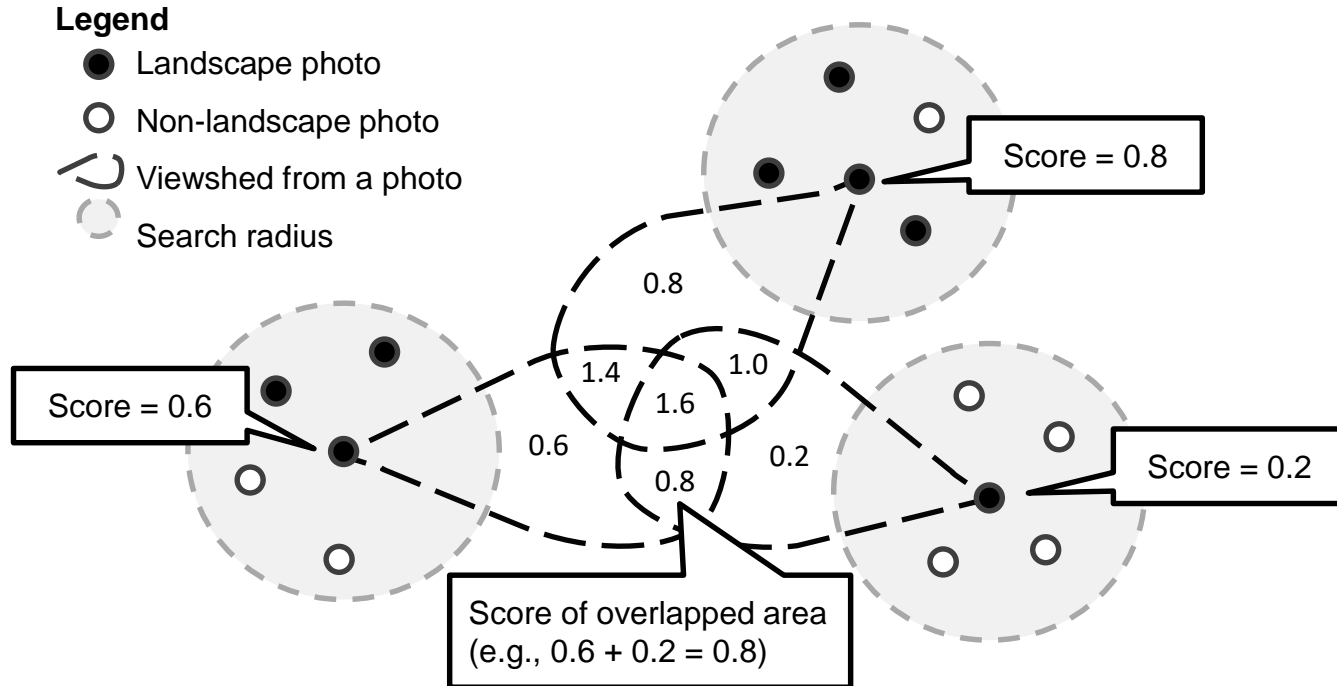 Legend
Landscape photo
Non-landscape photo
Viewshed from a photo
Search radius
Score = 0.8
0.8
1.4
1.0
Score = 0.6
1.6
0.6
0.2
Score = 0.2
0.8
Score of overlapped area
(e.g., 0.6 + 0.2 = 0.8)